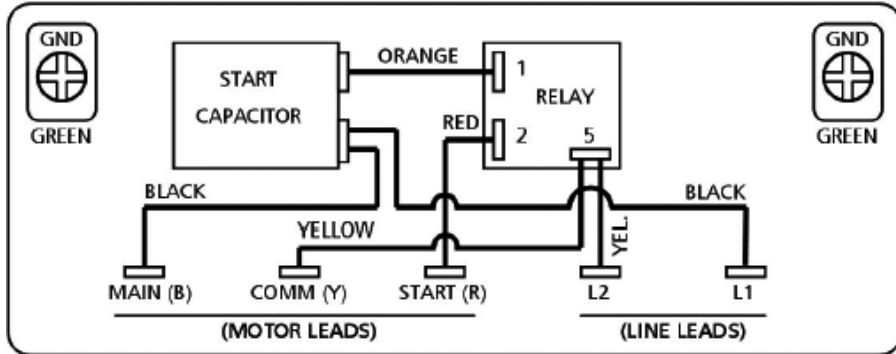 GND
GREEN
START
CAPACITOR
ORANGE
1
RELAY
RED
2
5
GND
GREEN
BLACK
BLACK
YELLOW
YEL.
MAIN (B)
COMM (Y)
START (R)
L2
L1
(MOTOR LEADS)
(LINE LEADS)